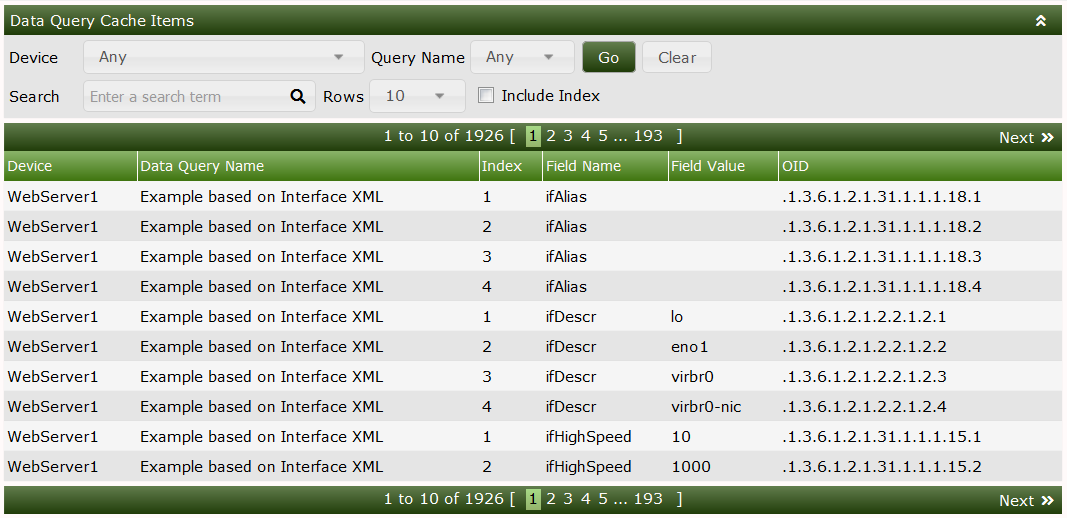 Data Query Cache Items
Device Any Query Name Any Go Clear
Search Enter a search term Rows 10 Include Index
1 to 10 of 1926 [ 1 2 3 4 5 ... 193 ] Next »
Device Data Query Name Index Field Name Field Value OID
WebServer1 Example based on Interface XML 1 ifAlias .1.3.6.1.2.1.31.1.1.1.18.1
WebServer1 Example based on Interface XML 2 ifAlias .1.3.6.1.2.1.31.1.1.1.18.2
WebServer1 Example based on Interface XML 3 ifAlias .1.3.6.1.2.1.31.1.1.1.18.3
WebServer1 Example based on Interface XML 4 ifAlias .1.3.6.1.2.1.31.1.1.1.18.4
WebServer1 Example based on Interface XML 1 ifDescr lo .1.3.6.1.2.1.2.2.1.2.1
WebServer1 Example based on Interface XML 2 ifDescr eno1 .1.3.6.1.2.1.2.2.1.2.2
WebServer1 Example based on Interface XML 3 ifDescr virbr0 .1.3.6.1.2.1.2.2.1.2.3
WebServer1 Example based on Interface XML 4 ifDescr virbr0-nic .1.3.6.1.2.1.2.2.1.2.4
WebServer1 Example based on Interface XML 1 ifHighSpeed 10 .1.3.6.1.2.1.31.1.1.1.15.1
WebServer1 Example based on Interface XML 2 ifHighSpeed 1000 .1.3.6.1.2.1.31.1.1.1.15.2
1 to 10 of 1926 [ 1 2 3 4 5 ... 193 ] Next »